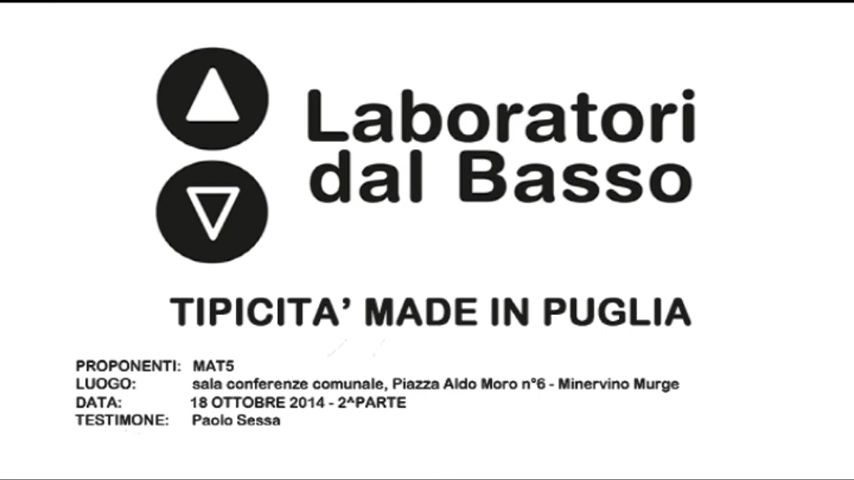 Laboratori
dal Basso
TIPICITA' MADE IN PUGLIA
PROPONENTI: MAT5
LUOGO: sala conferenze comunale, Piazza Aldo Moro n°6 - Minervino Murge
DATA: 18 OTTOBRE 2014 - 2^PARTE
TESTIMONE: Paolo Sessa